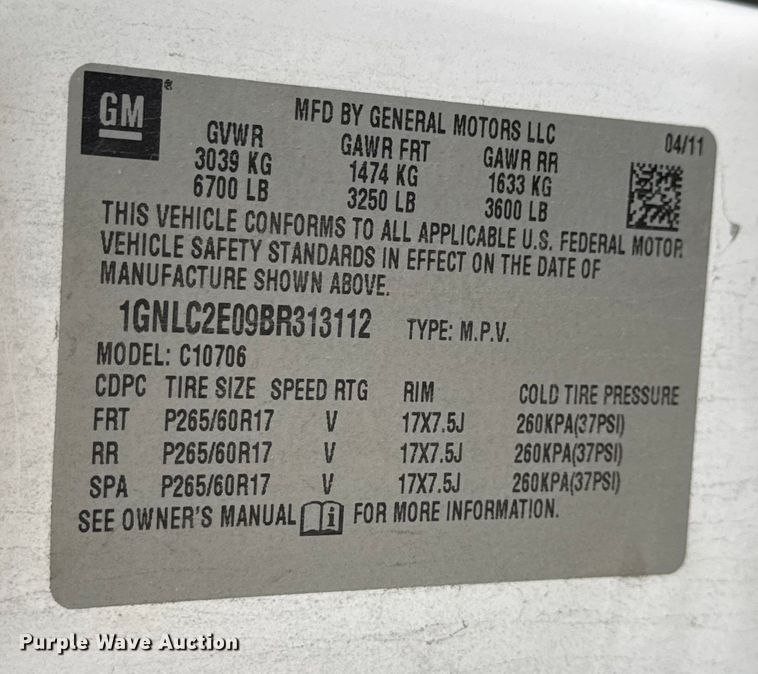 GM®
MFD BY GENERAL MOTORS LLC
04/11
GVWR GAWR FRT GAWR RR
3039 KG 1474 KG 1633 KG
6700 LB 3250 LB 3600 LB
THIS VEHICLE CONFORMS TO ALL APPLICABLE U.S. FEDERAL MOTOR
VEHICLE SAFETY STANDARDS IN EFFECT ON THE DATE OF
MANUFACTURE SHOWN ABOVE.
1GNLC2E09BR313112 TYPE: M.P.V.
MODEL: C10706
CDPC TIRE SIZE SPEED RTG RIM COLD TIRE PRESSURE
FRT P265/60R17 V 17X7.5J 260KPA(37PSI)
RR P265/60R17 V 17X7.5J 260KPA(37PSI)
SPA P265/60R17 V 17X7.5J 260KPA(37PSI)
SEE OWNER'S MANUAL i FOR MORE INFORMATION.
Purple Wave Auction